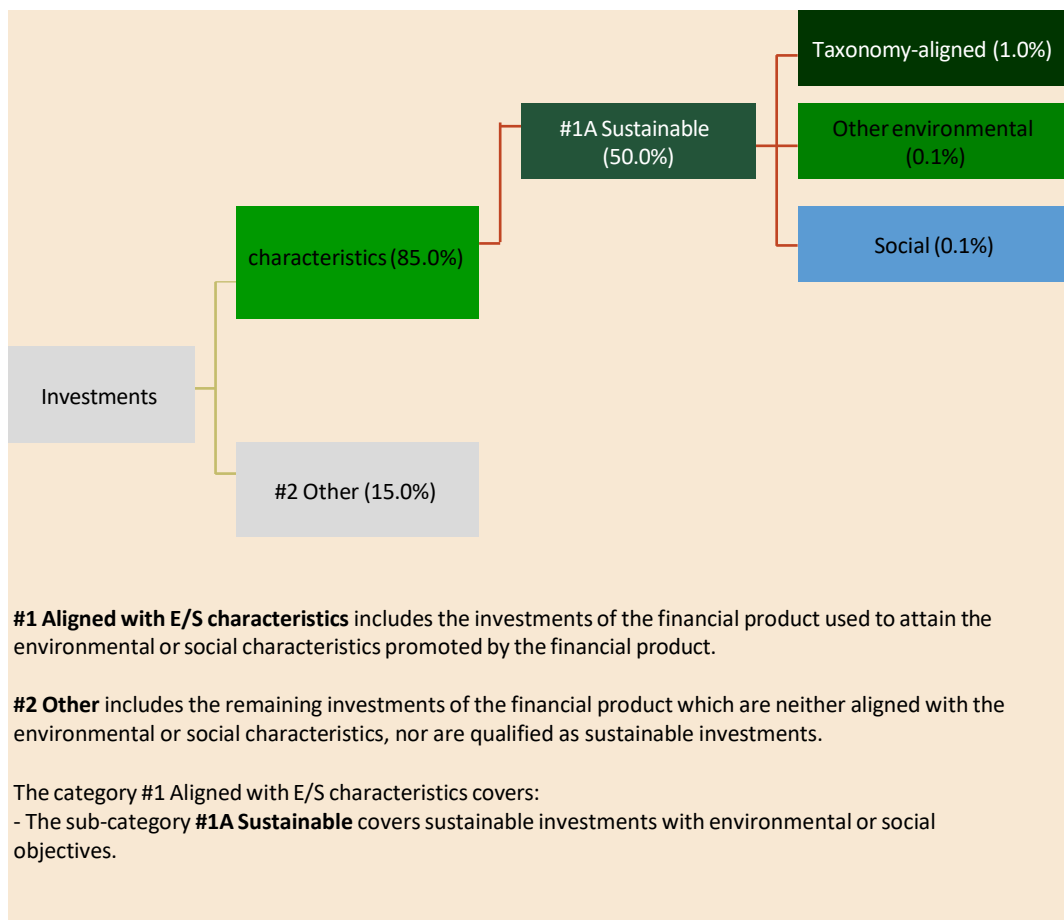 Taxonomy-aligned (1.0%)
#1A Sustainable
(50.0%)
Other environmental
(0.1%)
characteristics (85.0%)
Social (0.1%)
Investments
#2 Other (15.0%)
#1 Aligned with E/S characteristics includes the investments of the financial product used to attain the
environmental or social characteristics promoted by the financial product.
#2 Other includes the remaining investments of the financial product which are neither aligned with the
environmental or social characteristics, nor are qualified as sustainable investments.
The category #1 Aligned with E/S characteristics covers:
- The sub-category #1A Sustainable covers sustainable investments with environmental or social
objectives.